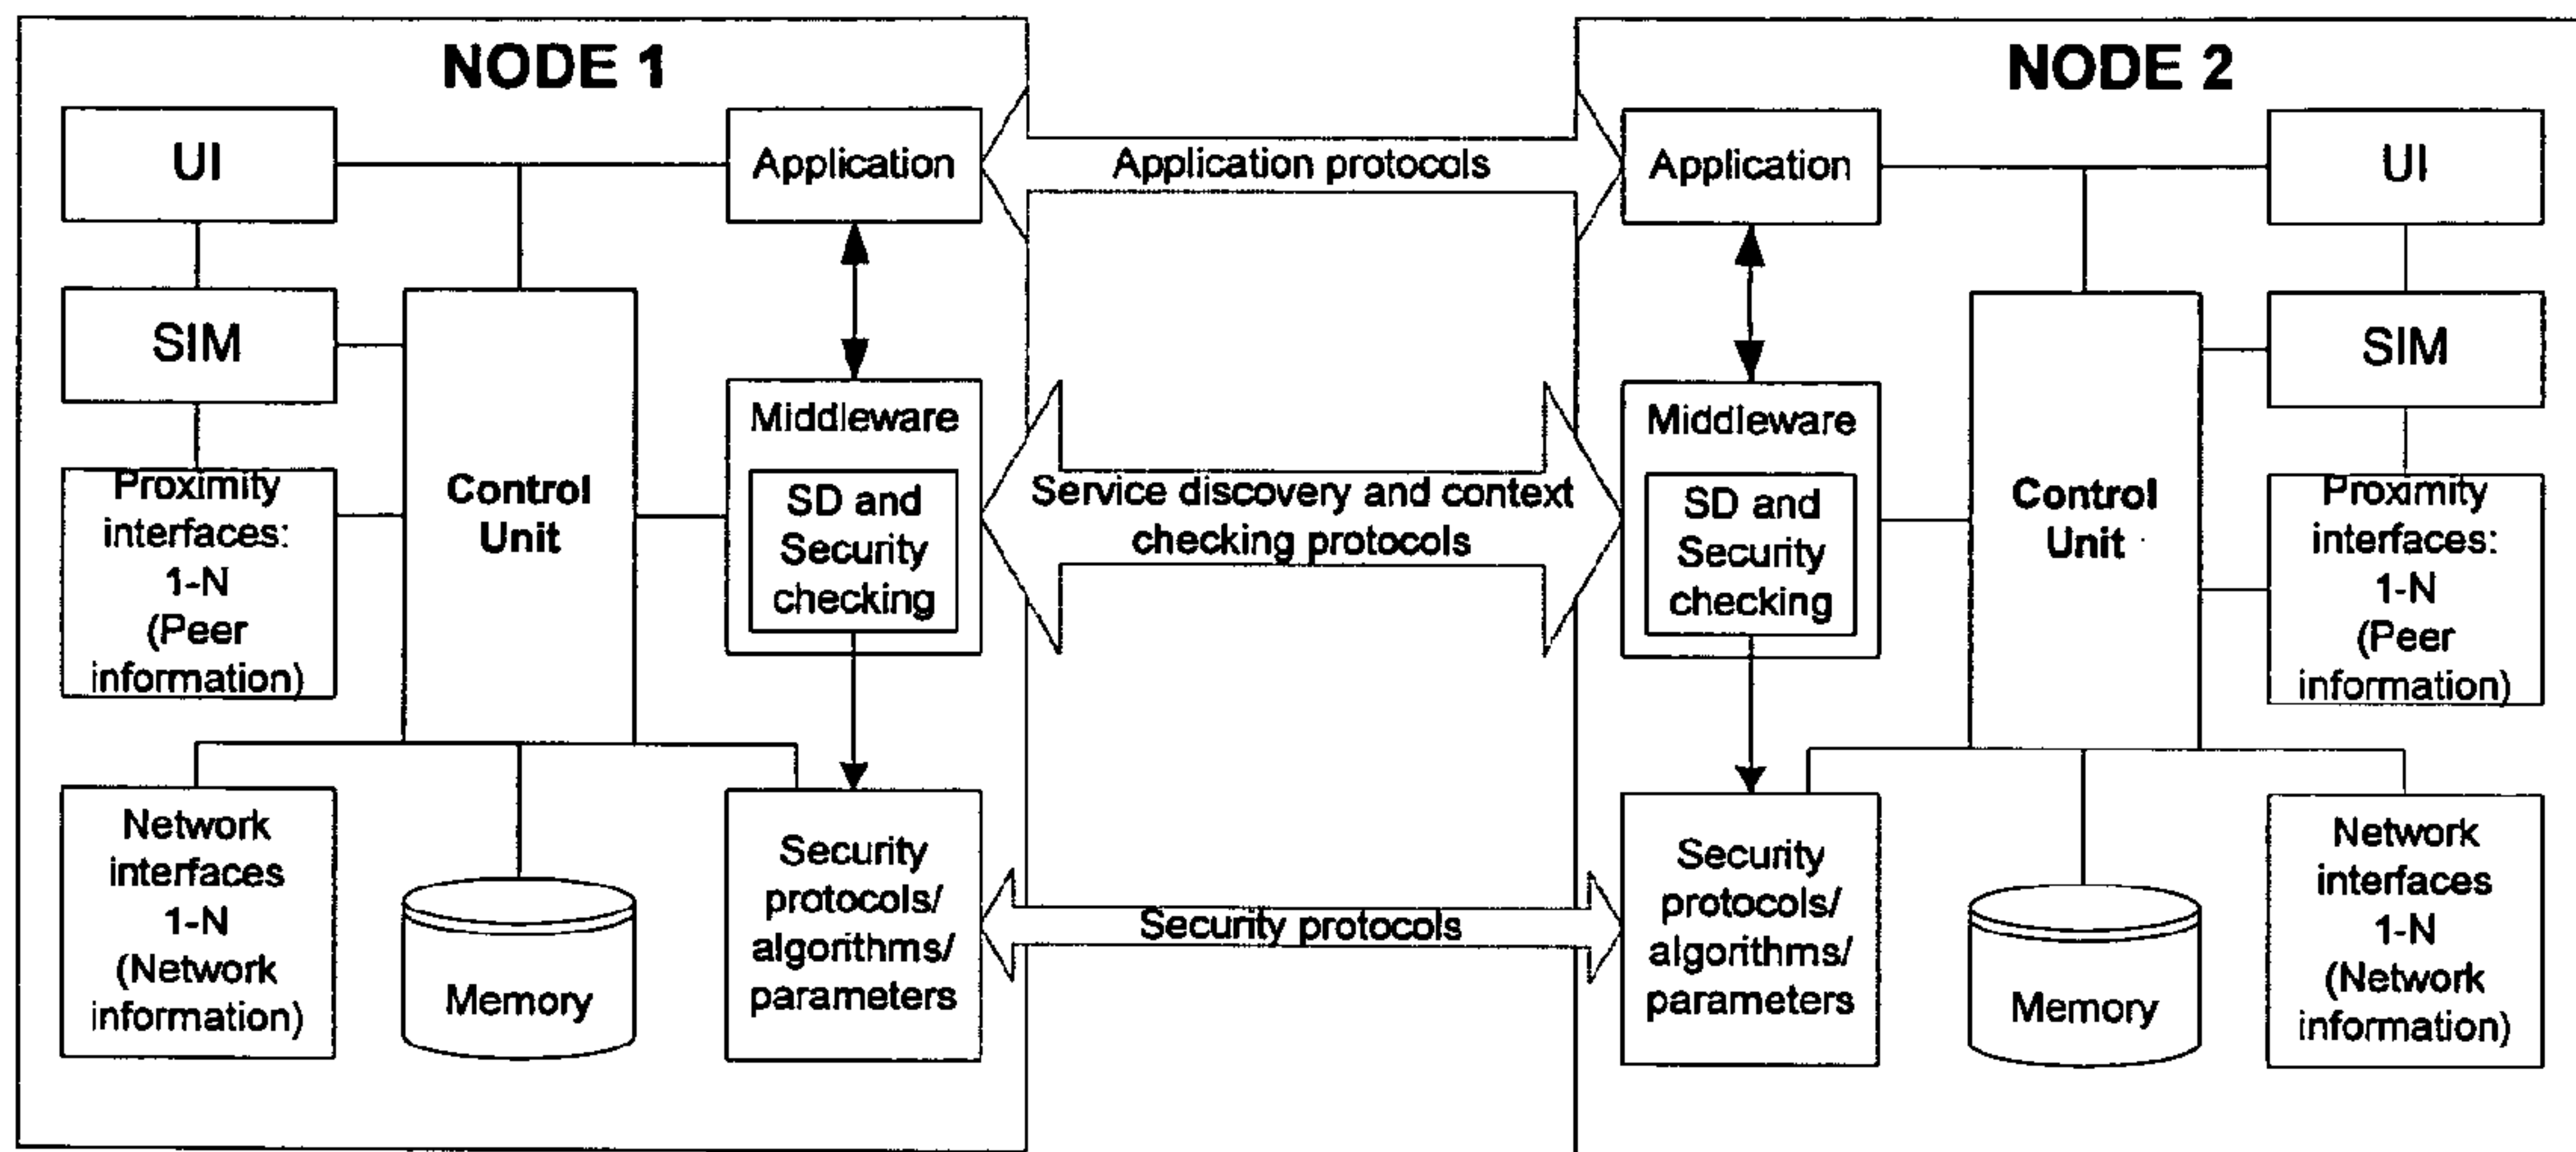 NODE 1
UI
Application
SIM
Control
Unit
Middleware
SD and
Security
checking
Proximity
interfaces:
1-N
(Peer
information)
Network
interfaces
1-N
(Network
information)
Memory
Security
protocols/
algorithms/
parameters
Application protocols
Service discovery and context
checking protocols
Security protocols
NODE 2
Application
UI
Middleware
SD and
Security
checking
Control
Unit
SIM
Proximity
interfaces:
1-N
(Peer
information)
Security
protocols/
algorithms/
parameters
Memory
Network
interfaces
1-N
(Network
information)